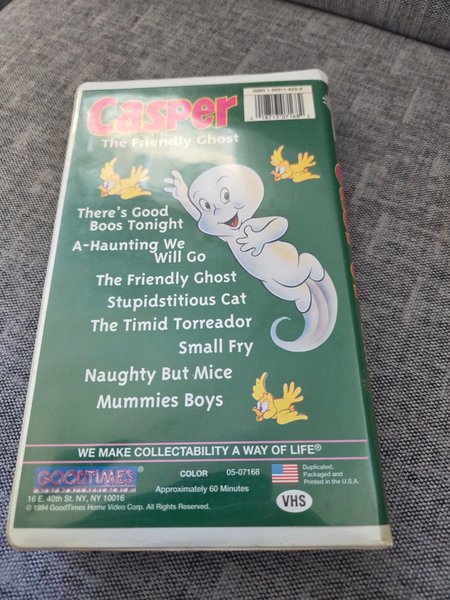 Casper
The Friendly Ghost
There's Good
Boos Tonight
A-Haunting We
Will Go
The Friendly Ghost
Stupidstitious Cat
The Timid Torreador
Small Fry
Naughty But Mice
Mummies Boys
WE MAKE COLLECTABILITY A WAY OF LIFE®
GOODTIMES®
COLOR 05-07168
Approximately 60 Minutes
Duplicated,
Packaged and
Printed in the U.S.A.
16 E. 40th St. NY, NY 10016
© 1994 GoodTimes Home Video Corp. All Rights Reserved.
VHS